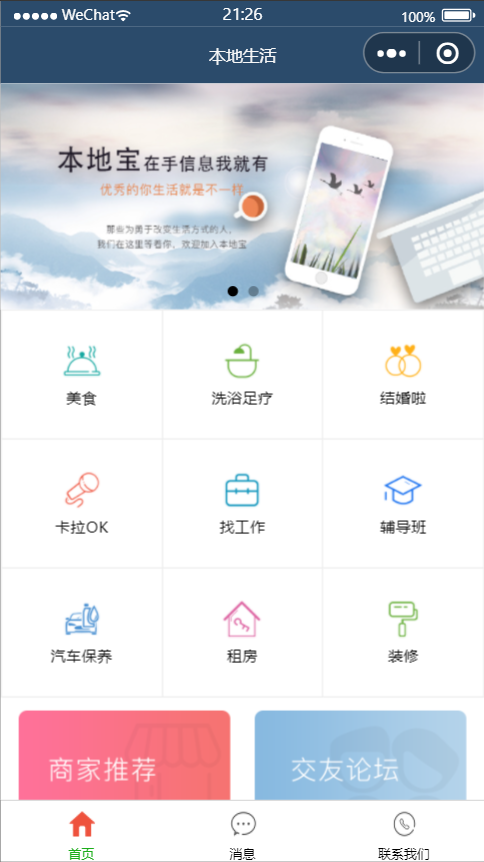 WeChat 21:26 100%
本地生活
本地宝在手信息我就有
优秀的你生活就是不一样
那些为勇于改变生活方式的人,
我们在这里等着你, 欢迎加入本地宝
美食 洗浴足疗 结婚啦
卡拉OK 找工作 辅导班
汽车保养 租房 装修
商家推荐 交友论坛
首页 消息 联系我们